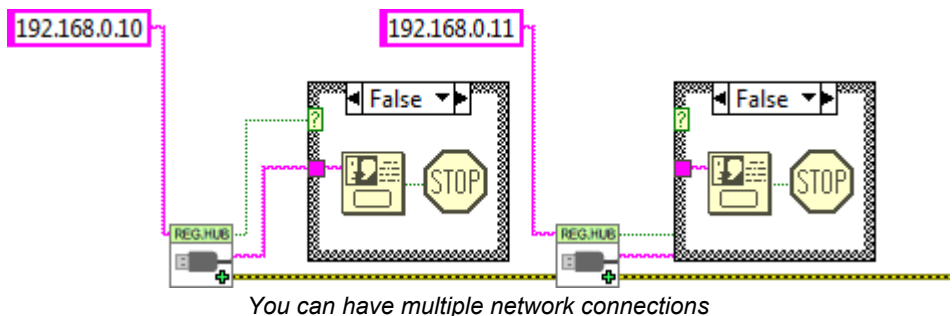 192.168.0.10 192.168.0.11
False False
? ?
STOP STOP
REG.HUB REG.HUB
You can have multiple network connections